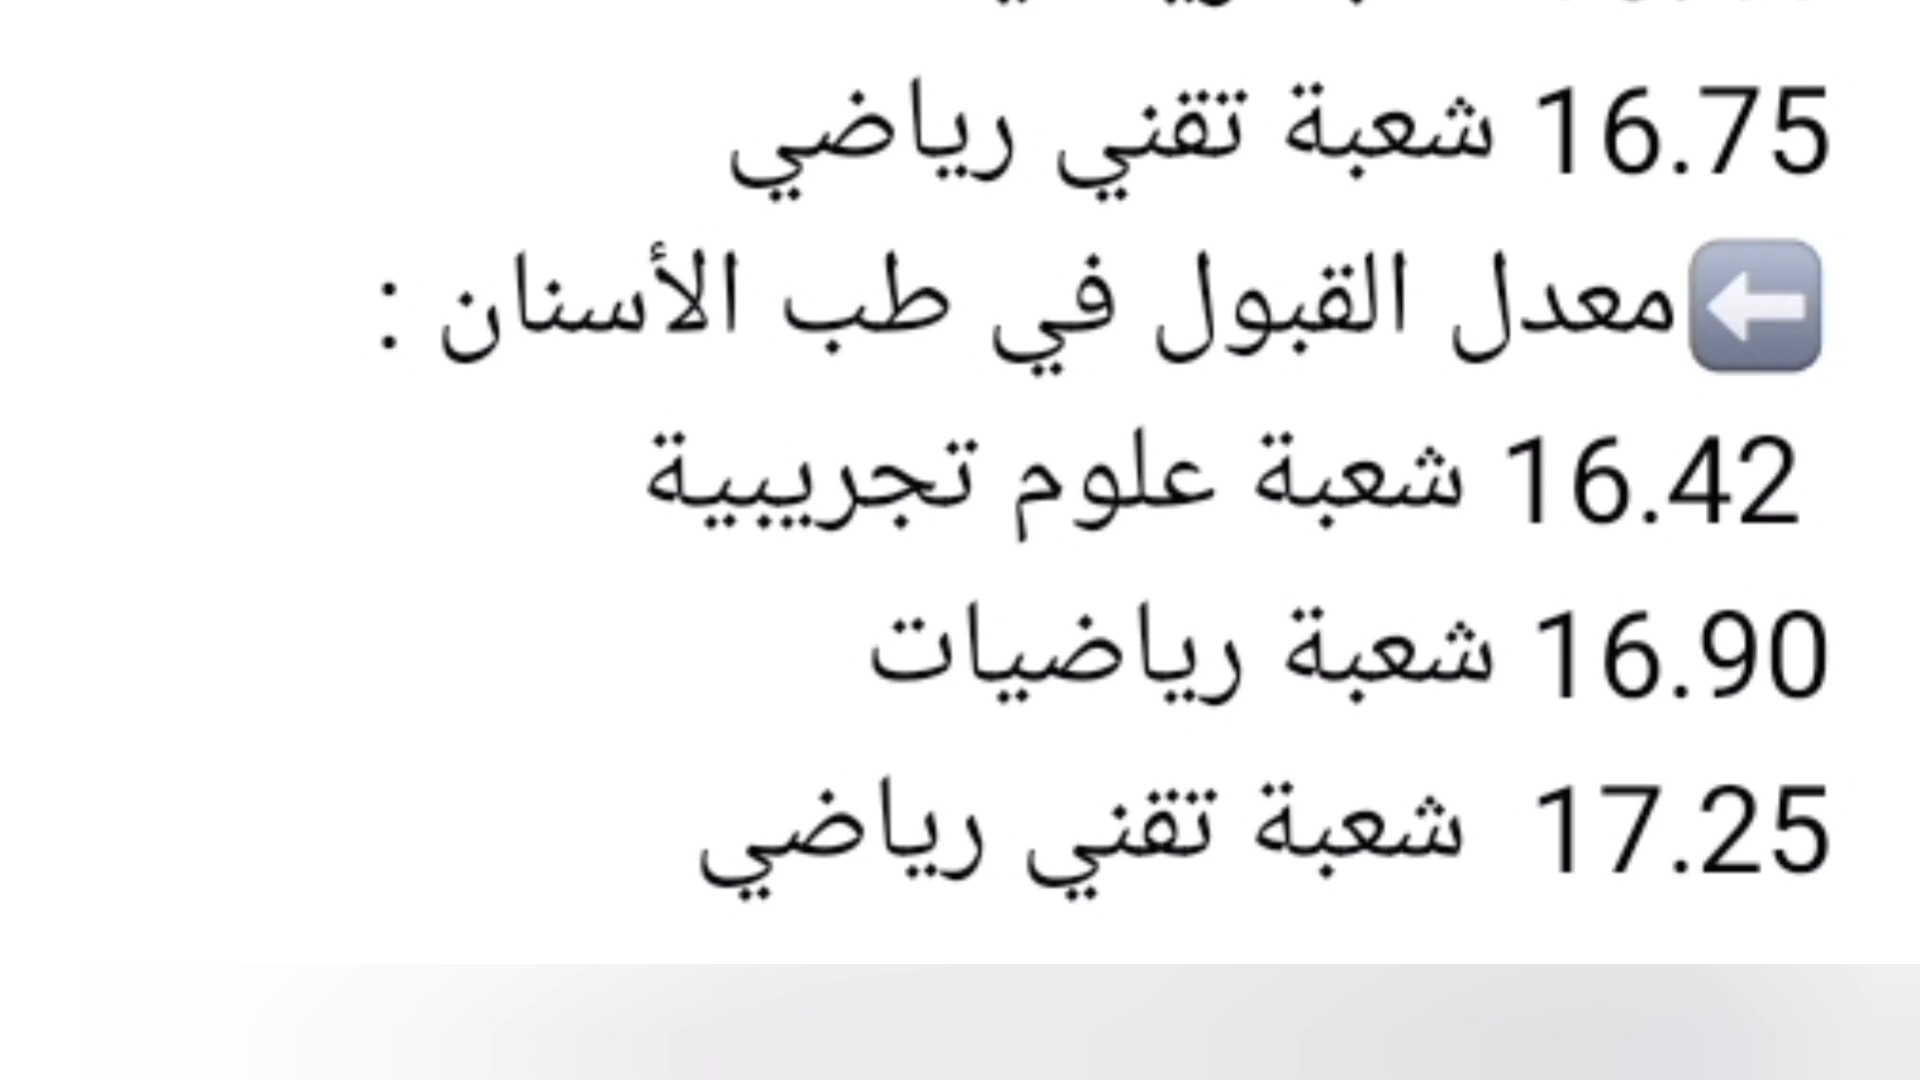 16.75 شعبة تقني رياضي
⬅️معدل القبول في طب الأسنان :
16.42 شعبة علوم تجريبية
16.90 شعبة رياضيات
17.25 شعبة تقني رياضي